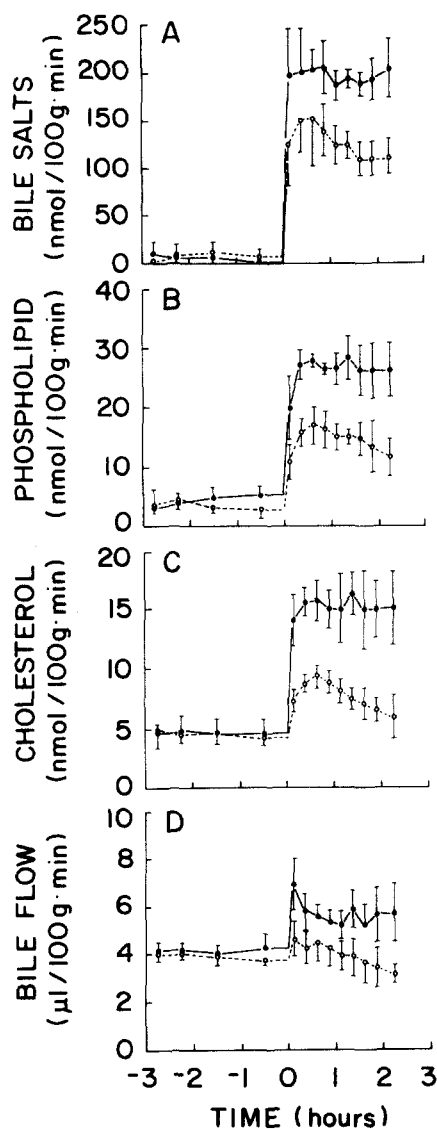 A
BILE SALTS
(nmol/100g·min)
250
200
150
100
50
0
B
PHOSPHOLIPID
(nmol/100g·min)
40
30
20
10
0
C
CHOLESTEROL
(nmol/100g·min)
20
15
10
5
0
D
BILE FLOW
(μl/100g·min)
10
8
6
4
2
0
-3 -2 -1 0 1 2 3
TIME (hours)